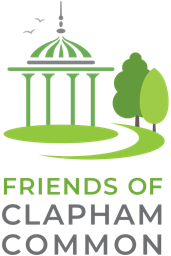 FRIENDS OF
CLAPHAM
COMMON